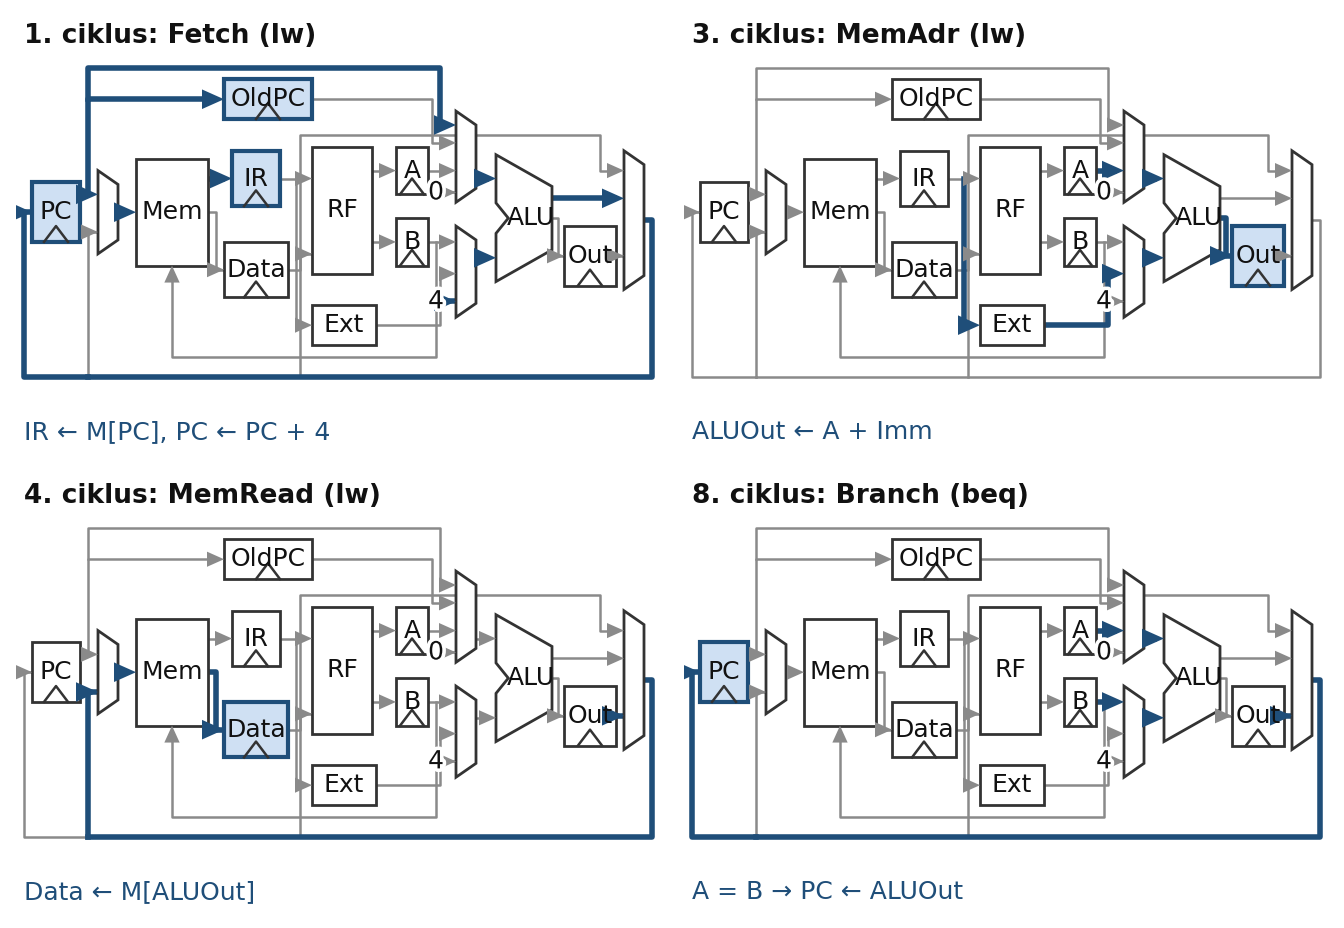 1. ciklus: Fetch (lw)
OldPC
PC
Mem
IR
Data
RF
A
0
B
4
Ext
ALU
Out
IR ← M[PC], PC ← PC + 4
3. ciklus: MemAdr (lw)
OldPC
PC
Mem
IR
Data
RF
A
0
B
4
Ext
ALU
Out
ALUOut ← A + Imm
4. ciklus: MemRead (lw)
OldPC
PC
Mem
IR
Data
RF
A
0
B
4
Ext
ALU
Out
Data ← M[ALUOut]
8. ciklus: Branch (beq)
OldPC
PC
Mem
IR
Data
RF
A
0
B
4
Ext
ALU
Out
A = B → PC ← ALUOut